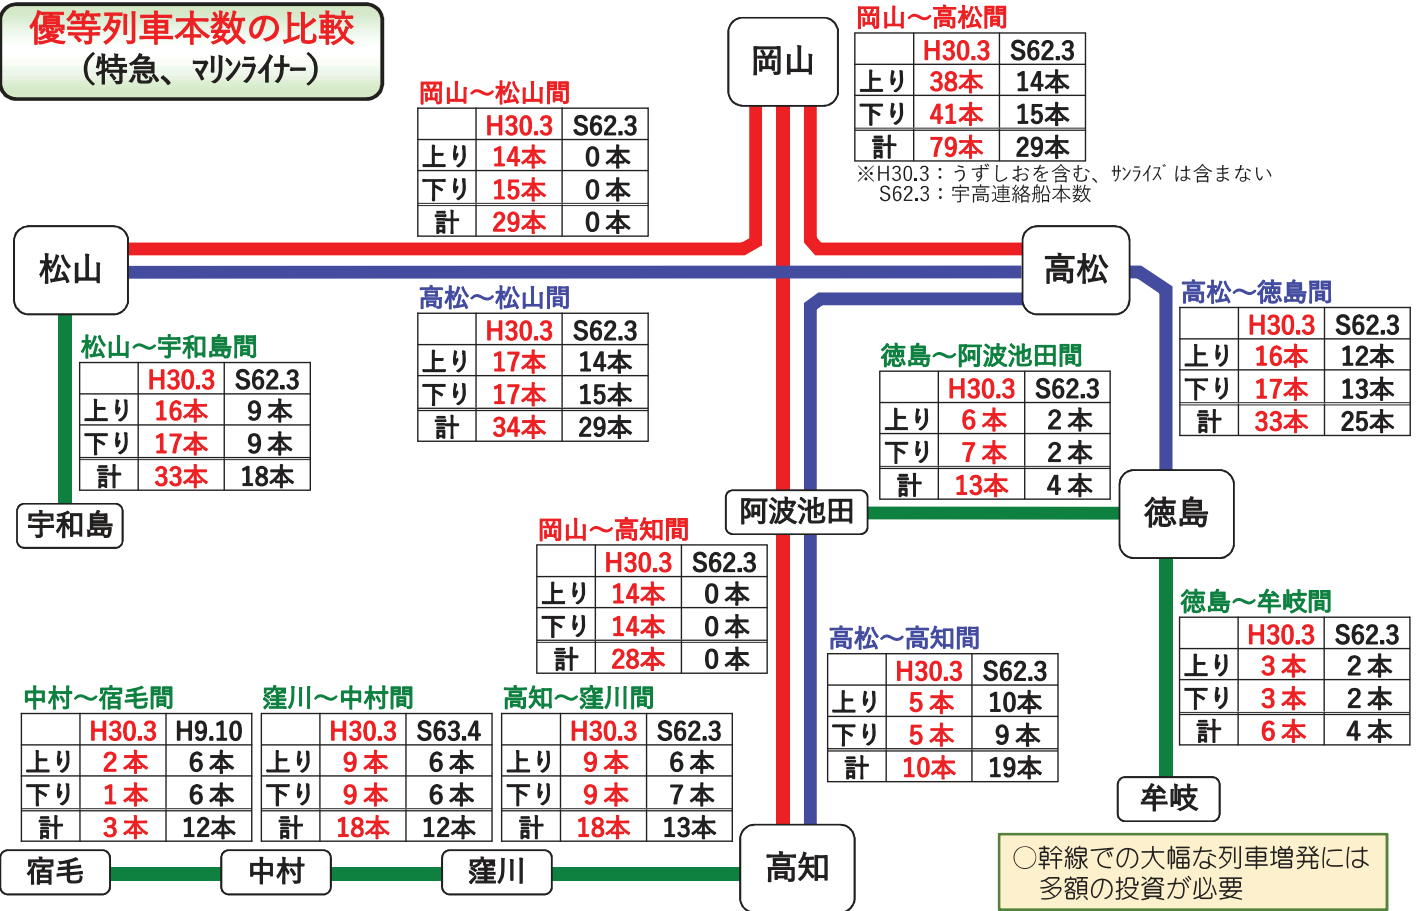 優等列車本数の比較
(特急、マリンライナー)
岡山
岡山～高松間
H30.3 S62.3
上り 38本 14本
下り 41本 15本
計 79本 29本
※H30.3：うずしおを含む、サンライズは含まない
S62.3：宇高連絡船本数
岡山～松山間
H30.3 S62.3
上り 14本 0本
下り 15本 0本
計 29本 0本
松山
高松
高松～松山間
H30.3 S62.3
上り 17本 14本
下り 17本 15本
計 34本 29本
高松～徳島間
H30.3 S62.3
上り 16本 12本
下り 17本 13本
計 33本 25本
松山～宇和島間
H30.3 S62.3
上り 16本 9本
下り 17本 9本
計 33本 18本
徳島～阿波池田間
H30.3 S62.3
上り 6本 2本
下り 7本 2本
計 13本 4本
宇和島
阿波池田
徳島
岡山～高知間
H30.3 S62.3
上り 14本 0本
下り 14本 0本
計 28本 0本
高松～高知間
H30.3 S62.3
上り 5本 10本
下り 5本 9本
計 10本 19本
徳島～牟岐間
H30.3 S62.3
上り 3本 2本
下り 3本 2本
計 6本 4本
中村～宿毛間
H30.3 H9.10
上り 2本 6本
下り 1本 6本
計 3本 12本
窪川～中村間
H30.3 S63.4
上り 9本 6本
下り 9本 6本
計 18本 12本
高知～窪川間
H30.3 S62.3
上り 9本 6本
下り 9本 7本
計 18本 13本
牟岐
宿毛
中村
窪川
高知
○幹線での大幅な列車増発には
多額の投資が必要